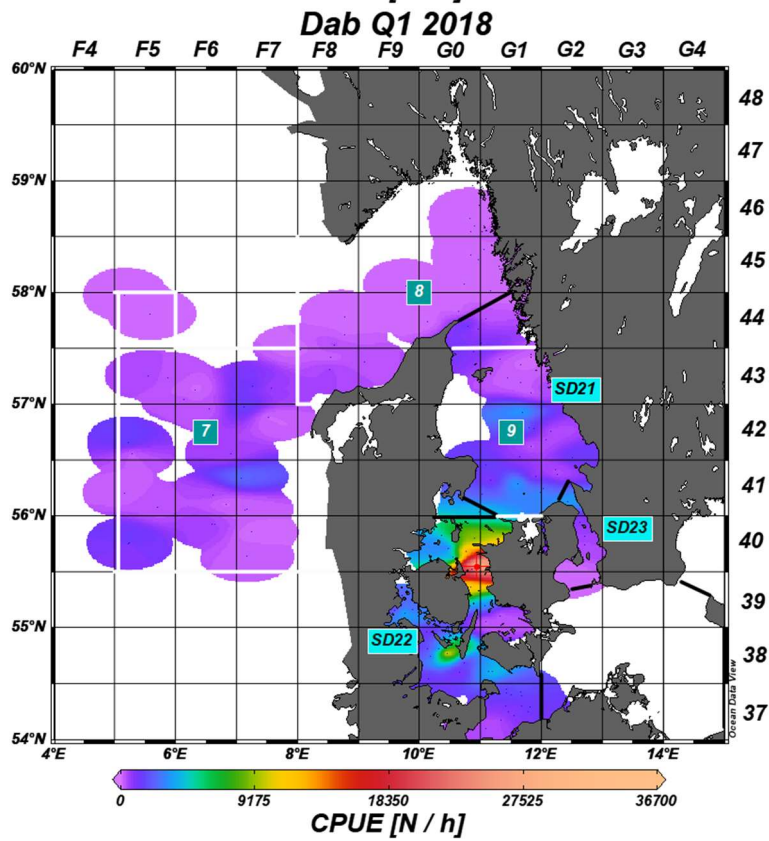 Dab Q1 2018
F4 F5 F6 F7 F8 F9 G0 G1 G2 G3 G4
60°N
48
47
59°N
46
45
8
58°N
44
SD21
43
57°N
7
9
42
41
56°N
SD23
40
39
55°N
SD22
38
37
54°N
4°E 6°E 8°E 10°E 12°E 14°E
Ocean Data View
0 9175 18350 27525 36700
CPUE [N / h]